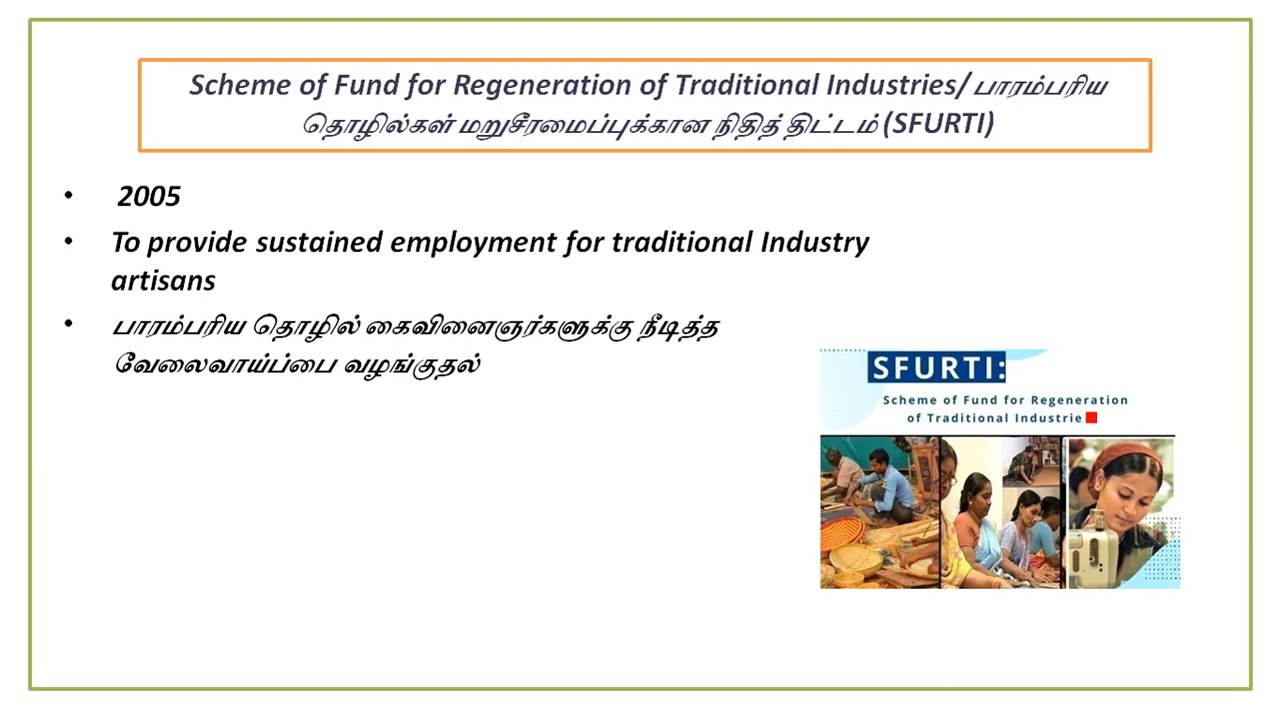 Scheme of Fund for Regeneration of Traditional Industries/ பாரம்பரிய
தொழில்கள் மறுசீரமைப்புக்கான நிதித் திட்டம் (SFURTI)
• 2005
• To provide sustained employment for traditional Industry
artisans
• பாரம்பரிய தொழில் கைவினைஞர்களுக்கு நீடித்த
வேலைவாய்ப்பை வழங்குதல்
SFURTI:
Scheme of Fund for Regeneration
of Traditional Industrie